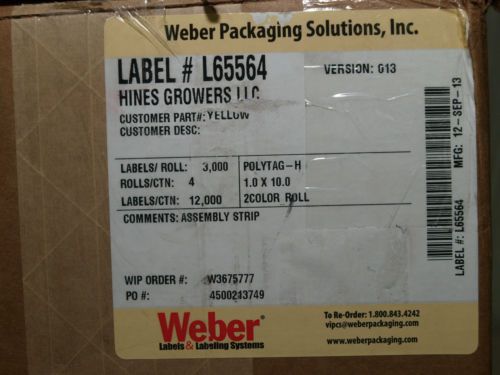 Weber Packaging Solutions, Inc.
LABEL # L65564 VERSION: 013
HINES GROWERS LLC
CUSTOMER PART#: YELLOW
CUSTOMER DESC:
LABELS/ ROLL: 3,000 POLYTAG-H
ROLLS/CTN: 4 1.0 X 10.0
LABELS/CTN: 12,000 2COLOR ROLL
COMMENTS: ASSEMBLY STRIP
WIP ORDER #: W3675777
PO #: 4500213749
LABEL #: L65564 MFG: 12-SEP-13
Weber
Labels & Labeling Systems
To Re-Order: 1.800.843.4242
vipcs@weberpackaging.com
www.weberpackaging.com